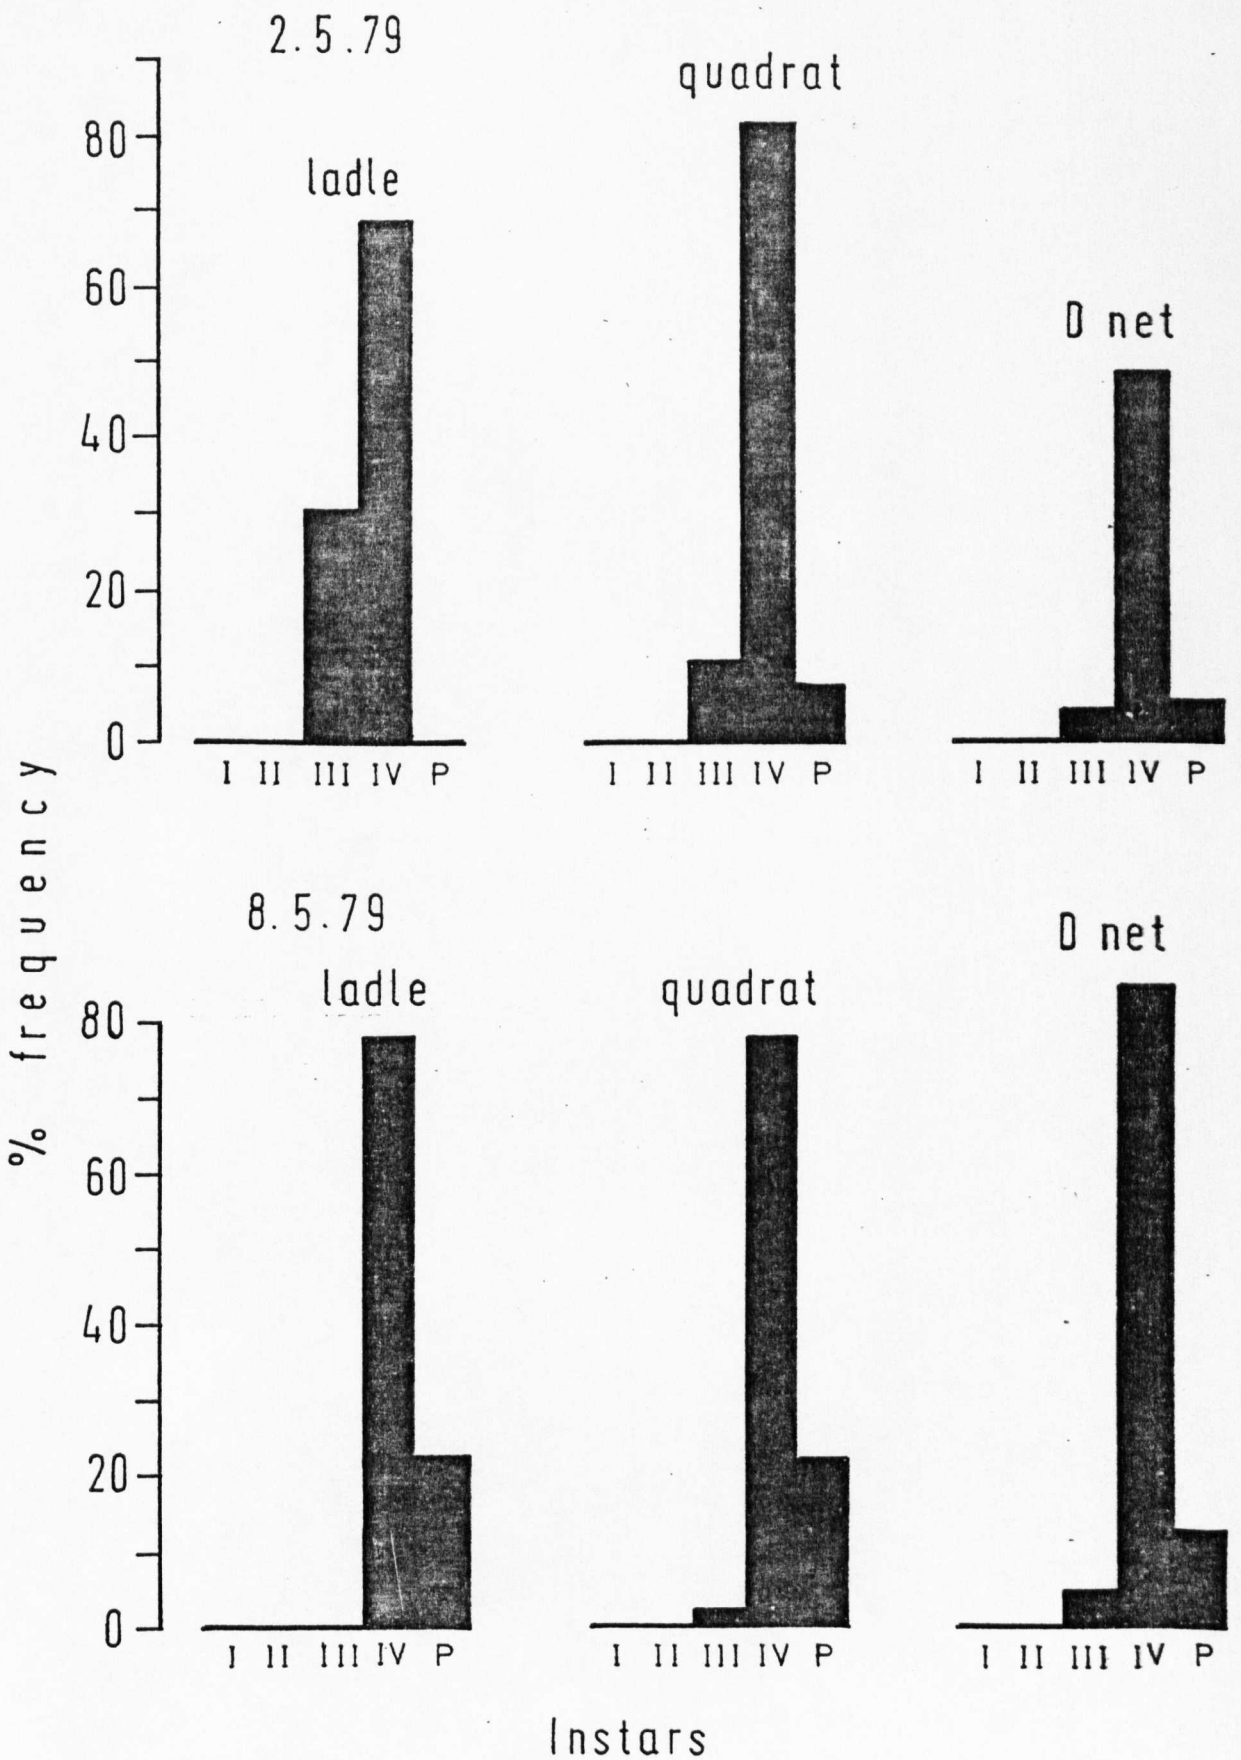 2.5.79
ladle
quadrat
D net
80
60
40
20
0
I II III IV P
I II III IV P
I II III IV P
% frequency
8.5.79
ladle
quadrat
D net
80
60
40
20
0
I II III IV P
I II III IV P
I II III IV P
Instars